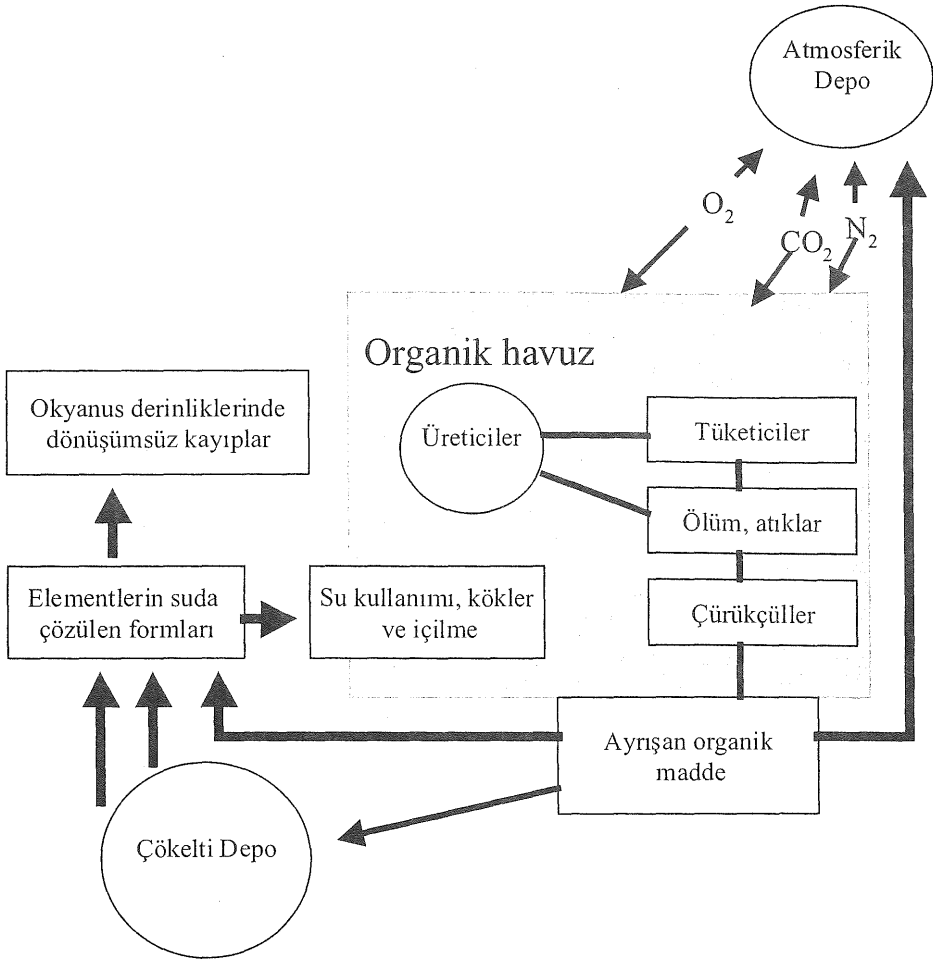 Atmosferik
Depo
O2
CO2
N2
Organik havuz
Okyanus derinliklerinde
dönüşümsüz kayıplar
Üreticiler
Tüketiciler
Ölüm, atıklar
Elementlerin suda
çözülen formları
Su kullanımı, kökler
ve içilme
Çürükçüller
Ayrışan organik
madde
Çökelti Depo